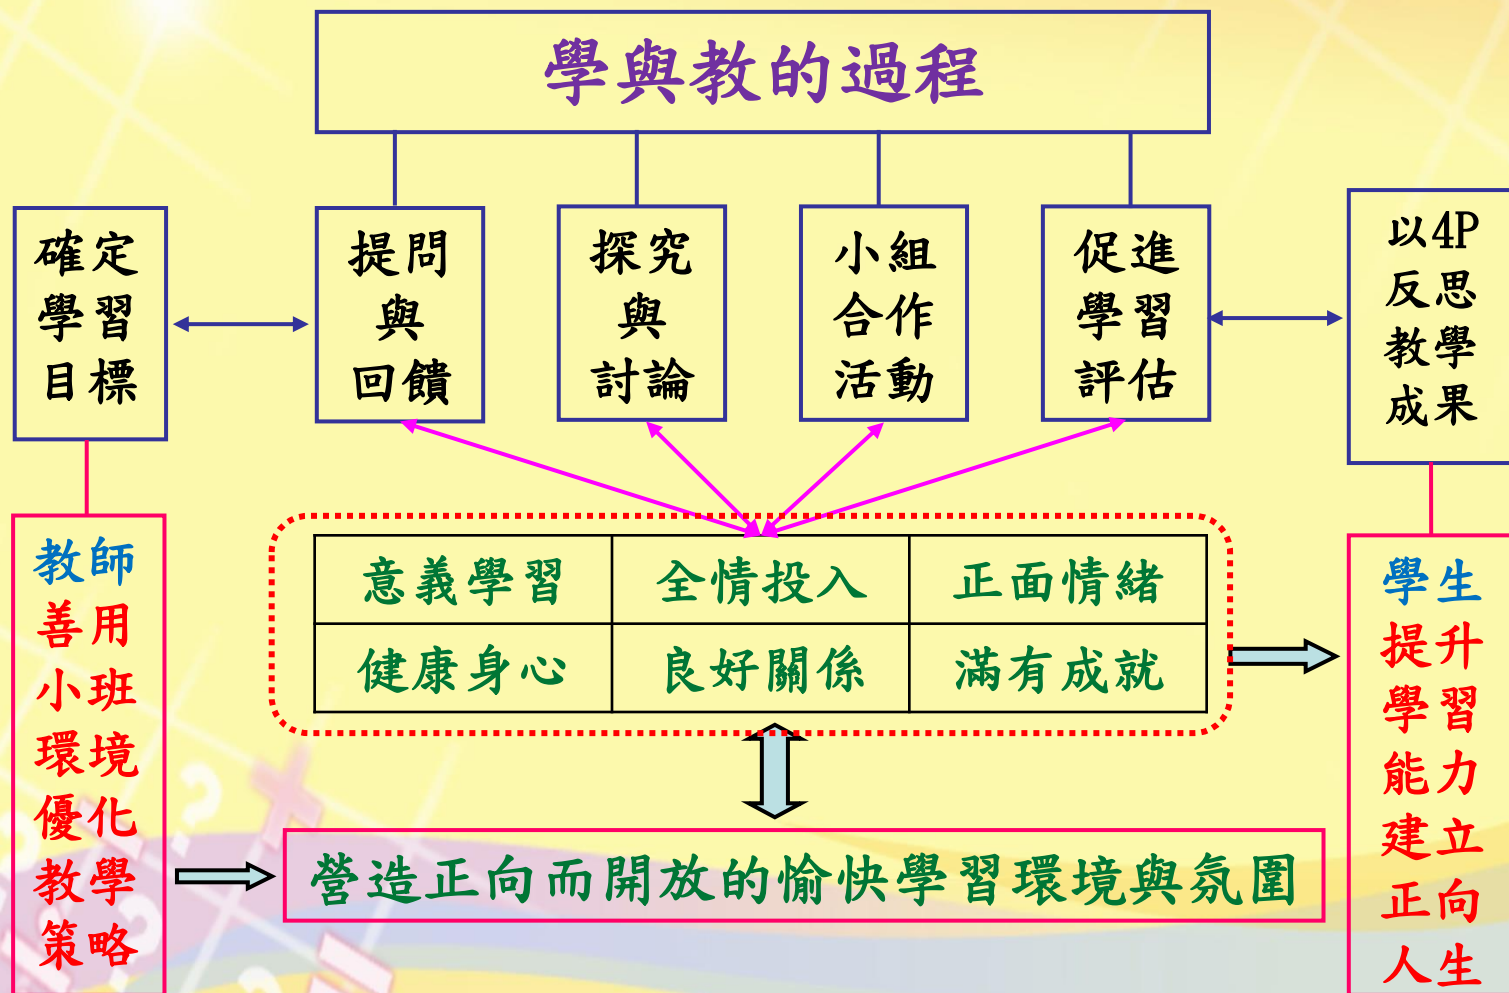 學與教的過程
確定
學習
目標
提問
與
回饋
探究
與
討論
小組
合作
活動
促進
學習
評估
以4P
反思
教學
成果
意義學習
全情投入
正面情緒
健康身心
良好關係
滿有成就
教師
善用
小班
環境
優化
教學
策略
營造正向而開放的愉快學習環境與氛圍
學生
提升
學習
能力
建立
正向
人生